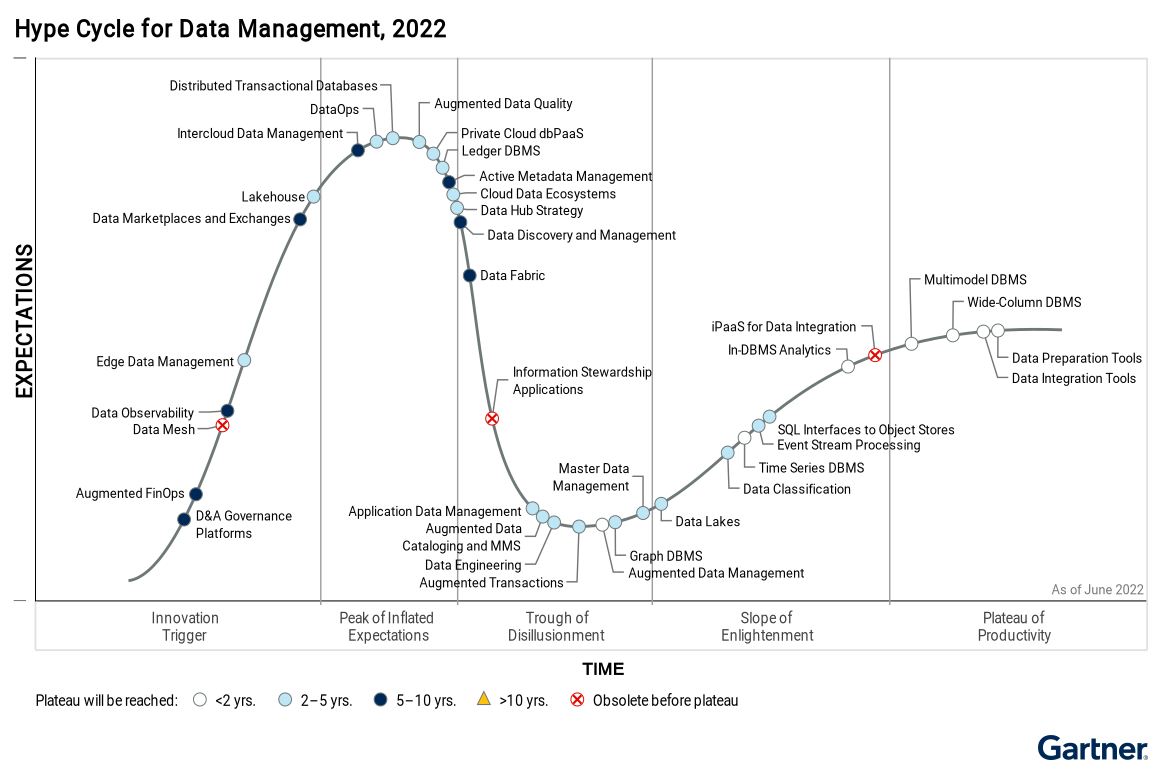 Hype Cycle for Data Management, 2022
EXPECTATIONS
Distributed Transactional Databases
DataOps
Intercloud Data Management
Lakehouse
Data Marketplaces and Exchanges
Edge Data Management
Data Observability
Data Mesh
Augmented FinOps
D&A Governance
Platforms
Augmented Data Quality
Private Cloud dbPaaS
Ledger DBMS
Active Metadata Management
Cloud Data Ecosystems
Data Hub Strategy
Data Discovery and Management
Data Fabric
Information Stewardship
Applications
Application Data Management
Augmented Data
Cataloging and MMS
Data Engineering
Augmented Transactions
Master Data
Management
Graph DBMS
Augmented Data Management
Data Lakes
Data Classification
Time Series DBMS
Event Stream Processing
SQL Interfaces to Object Stores
In-DBMS Analytics
iPaaS for Data Integration
Multimodel DBMS
Wide-Column DBMS
Data Preparation Tools
Data Integration Tools
As of June 2022
Innovation
Trigger
Peak of Inflated
Expectations
Trough of
Disillusionment
Slope of
Enlightenment
Plateau of
Productivity
TIME
Plateau will be reached: <2 yrs. 2–5 yrs. 5–10 yrs. >10 yrs. Obsolete before plateau
Gartner®